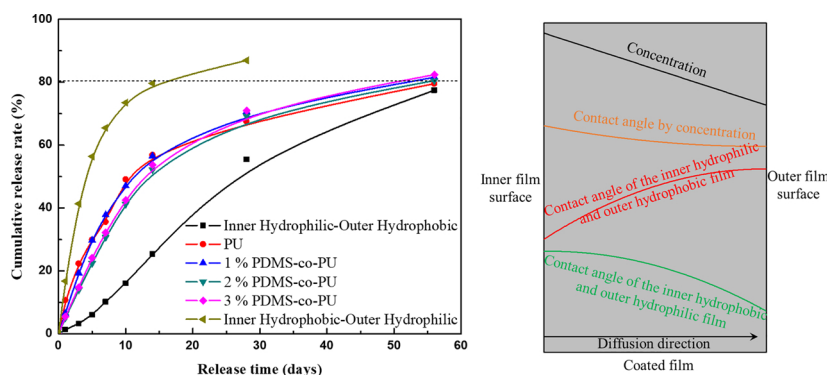 Cumulative release rate (%)
100
80
60
40
20
0
Inner Hydrophilic-Outer Hydrophobic
PU
1 % PDMS-co-PU
2 % PDMS-co-PU
3 % PDMS-co-PU
Inner Hydrophobic-Outer Hydrophilic
0 10 20 30 40 50 60
Release time (days)
Concentration
Contact angle by concentration
Inner film
surface
Contact angle of the inner hydrophilic
and outer hydrophobic film
Outer film
surface
Contact angle of the inner hydrophobic
and outer hydrophilic film
Diffusion direction
Coated film